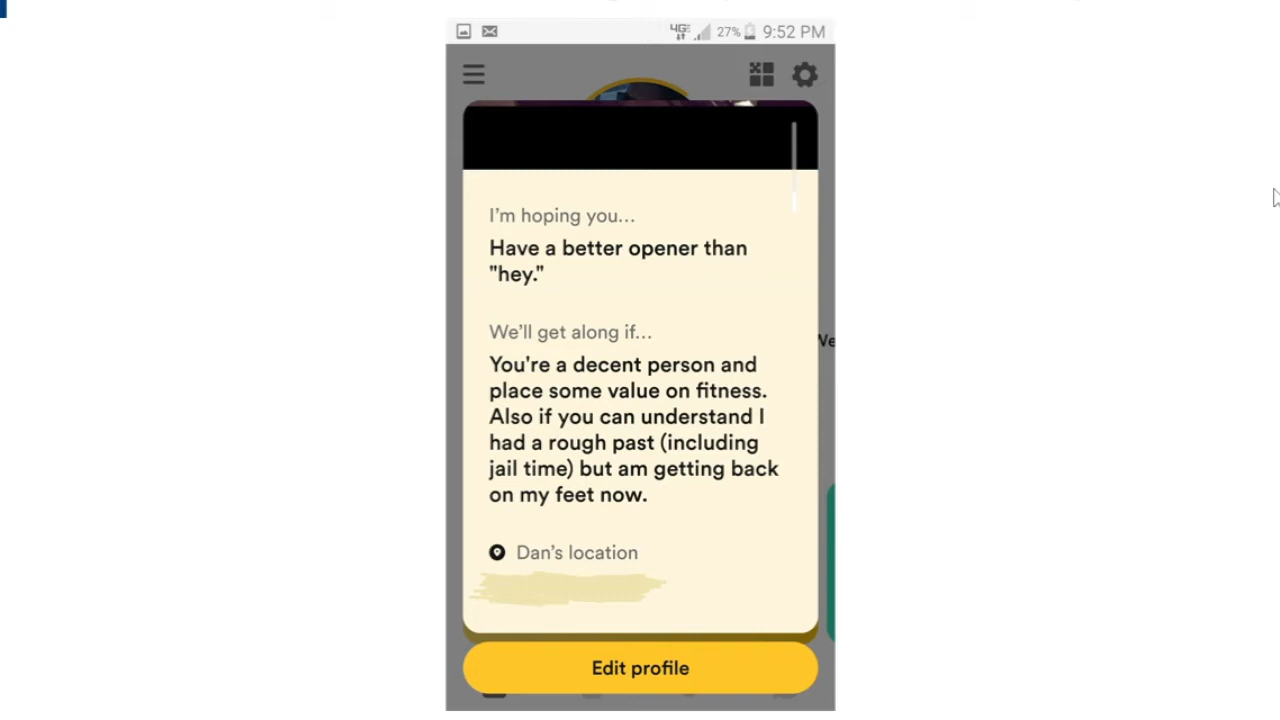 4GE 27% 9:52 PM
I'm hoping you...
Have a better opener than
"hey."
We'll get along if...
You're a decent person and
place some value on fitness.
Also if you can understand I
had a rough past (including
jail time) but am getting back
on my feet now.
Dan's location
Edit profile